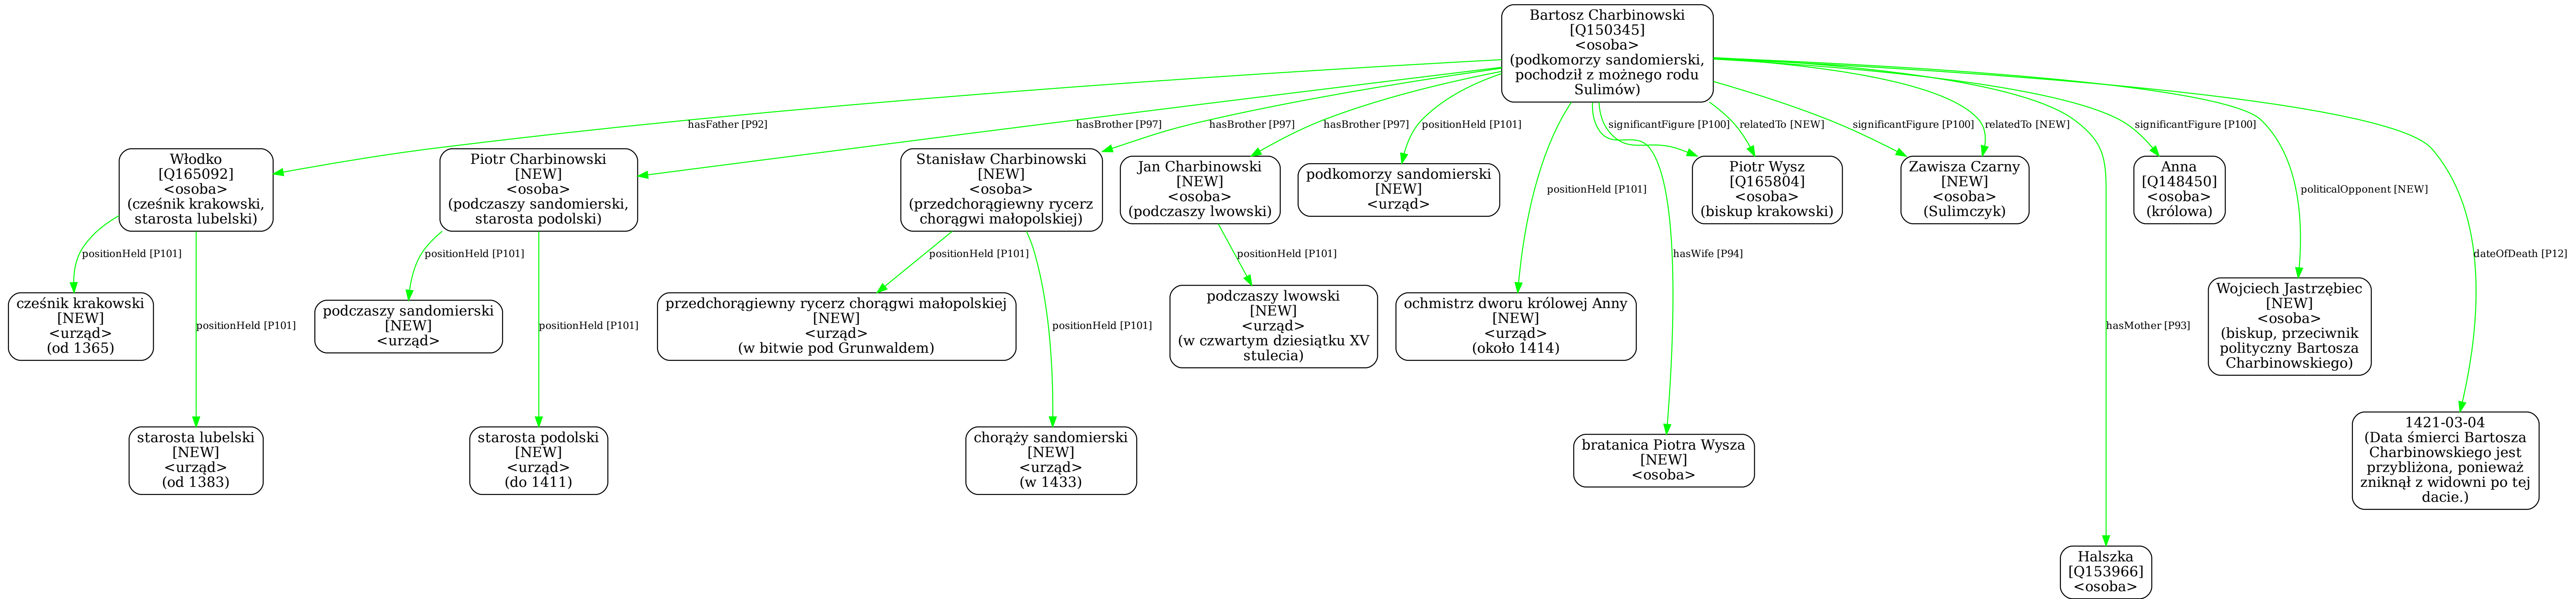 Bartosz Charbinowski
[Q150345]
<osoba>
(podkomorzy sandomierski,
pochodził z możnego rodu
Sulimów)
hasFather [P92]
hasBrother [P97]
hasBrother [P97]
hasBrother [P97]
positionHeld [P101]
significantFigure [P100]
relatedTo [NEW]
significantFigure [P100]
relatedTo [NEW]
significantFigure [P100]
Włodko
[Q165092]
<osoba>
(cześnik krakowski,
starosta lubelski)
Piotr Charbinowski
[NEW]
<osoba>
(podczaszy sandomierski,
starosta podolski)
Stanisław Charbinowski
[NEW]
<osoba>
(przedchorągiewny rycerz
chorągwi małopolskiej)
Jan Charbinowski
[NEW]
<osoba>
(podczaszy lwowski)
podkomorzy sandomierski
[NEW]
<urząd>
positionHeld [P101]
Piotr Wysz
[Q165804]
<osoba>
(biskup krakowski)
Zawisza Czarny
[NEW]
<osoba>
(Sulimczyk)
Anna
[Q148450]
<osoba>
(królowa)
politicalOpponent [NEW]
positionHeld [P101]
positionHeld [P101]
positionHeld [P101]
positionHeld [P101]
hasWife [P94]
dateOfDeath [P12]
cześnik krakowski
[NEW]
<urząd>
(od 1365)
positionHeld [P101]
podczaszy sandomierski
[NEW]
<urząd>
positionHeld [P101]
przedchorągiewny rycerz chorągwi małopolskiej
[NEW]
<urząd>
(w bitwie pod Grunwaldem)
positionHeld [P101]
podczaszy lwowski
[NEW]
<urząd>
(w czwartym dziesiątku XV
stulecia)
ochmistrz dworu królowej Anny
[NEW]
<urząd>
(około 1414)
hasMother [P93]
Wojciech Jastrzębiec
[NEW]
<osoba>
(biskup, przeciwnik
polityczny Bartosza
Charbinowskiego)
starosta lubelski
[NEW]
<urząd>
(od 1383)
starosta podolski
[NEW]
<urząd>
(do 1411)
chorąży sandomierski
[NEW]
<urząd>
(w 1433)
bratanica Piotra Wysza
[NEW]
<osoba>
1421-03-04
(Data śmierci Bartosza
Charbinowskiego jest
przybliżona, ponieważ
zniknął z widowni po tej
dacie.)
Halszka
[Q153966]
<osoba>